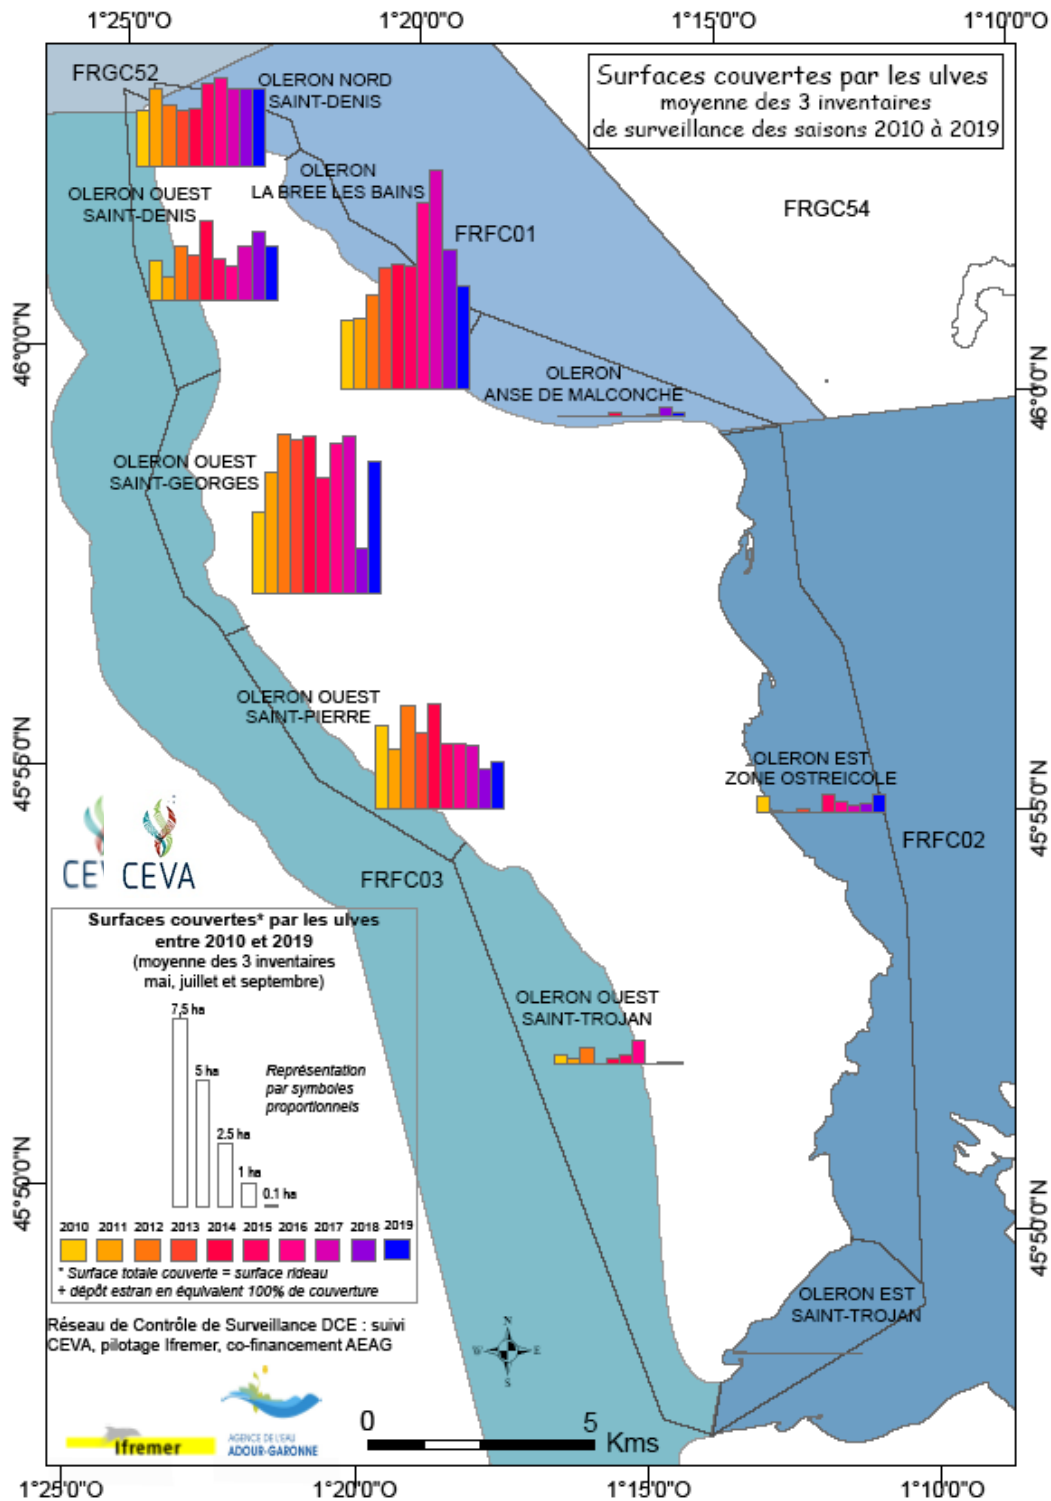 1°25'0"O 1°20'0"O 1°15'0"O 1°10'0"O
Surfaces couvertes par les ulves
moyenne des 3 inventaires
de surveillance des saisons 2010 à 2019
FRGC52
OLERON NORD
SAINT-DENIS
OLERON
LA BREE LES BAINS
OLERON OUEST
SAINT-DENIS
FRGC54
FRFC01
46°0'0"N
46°0'0"N
OLERON
ANSE DE MALCONCHE
OLERON OUEST
SAINT-GEORGES
OLERON OUEST
SAINT-PIERRE
45°56'0"N
OLERON EST
ZONE OSTREICOLE
45°55'0"N
FRFC02
CE
CEVA
FRFC03
Surfaces couvertes* par les ulves
entre 2010 et 2019
(moyenne des 3 inventaires
mai, juillet et septembre)
7,5 ha
5 ha
2.5 ha
1 ha
0.1 ha
Représentation
par symboles
proportionnels
2010 2011 2012 2013 2014 2015 2016 2017 2018 2019
* Surface totale couverte = surface rideau
+ dépôt estran en équivalent 100% de couverture
OLERON OUEST
SAINT-TROJAN
45°50'0"N
45°50'0"N
OLERON EST
SAINT-TROJAN
Réseau de Contrôle de Surveillance DCE : suivi
CEVA, pilotage Ifremer, co-financement AEAG
N
W E
S
Ifremer
AGENCE DE L'EAU
ADOUR-GARONNE
0 5
Kms
1°25'0"O 1°20'0"O 1°15'0"O 1°10'0"O